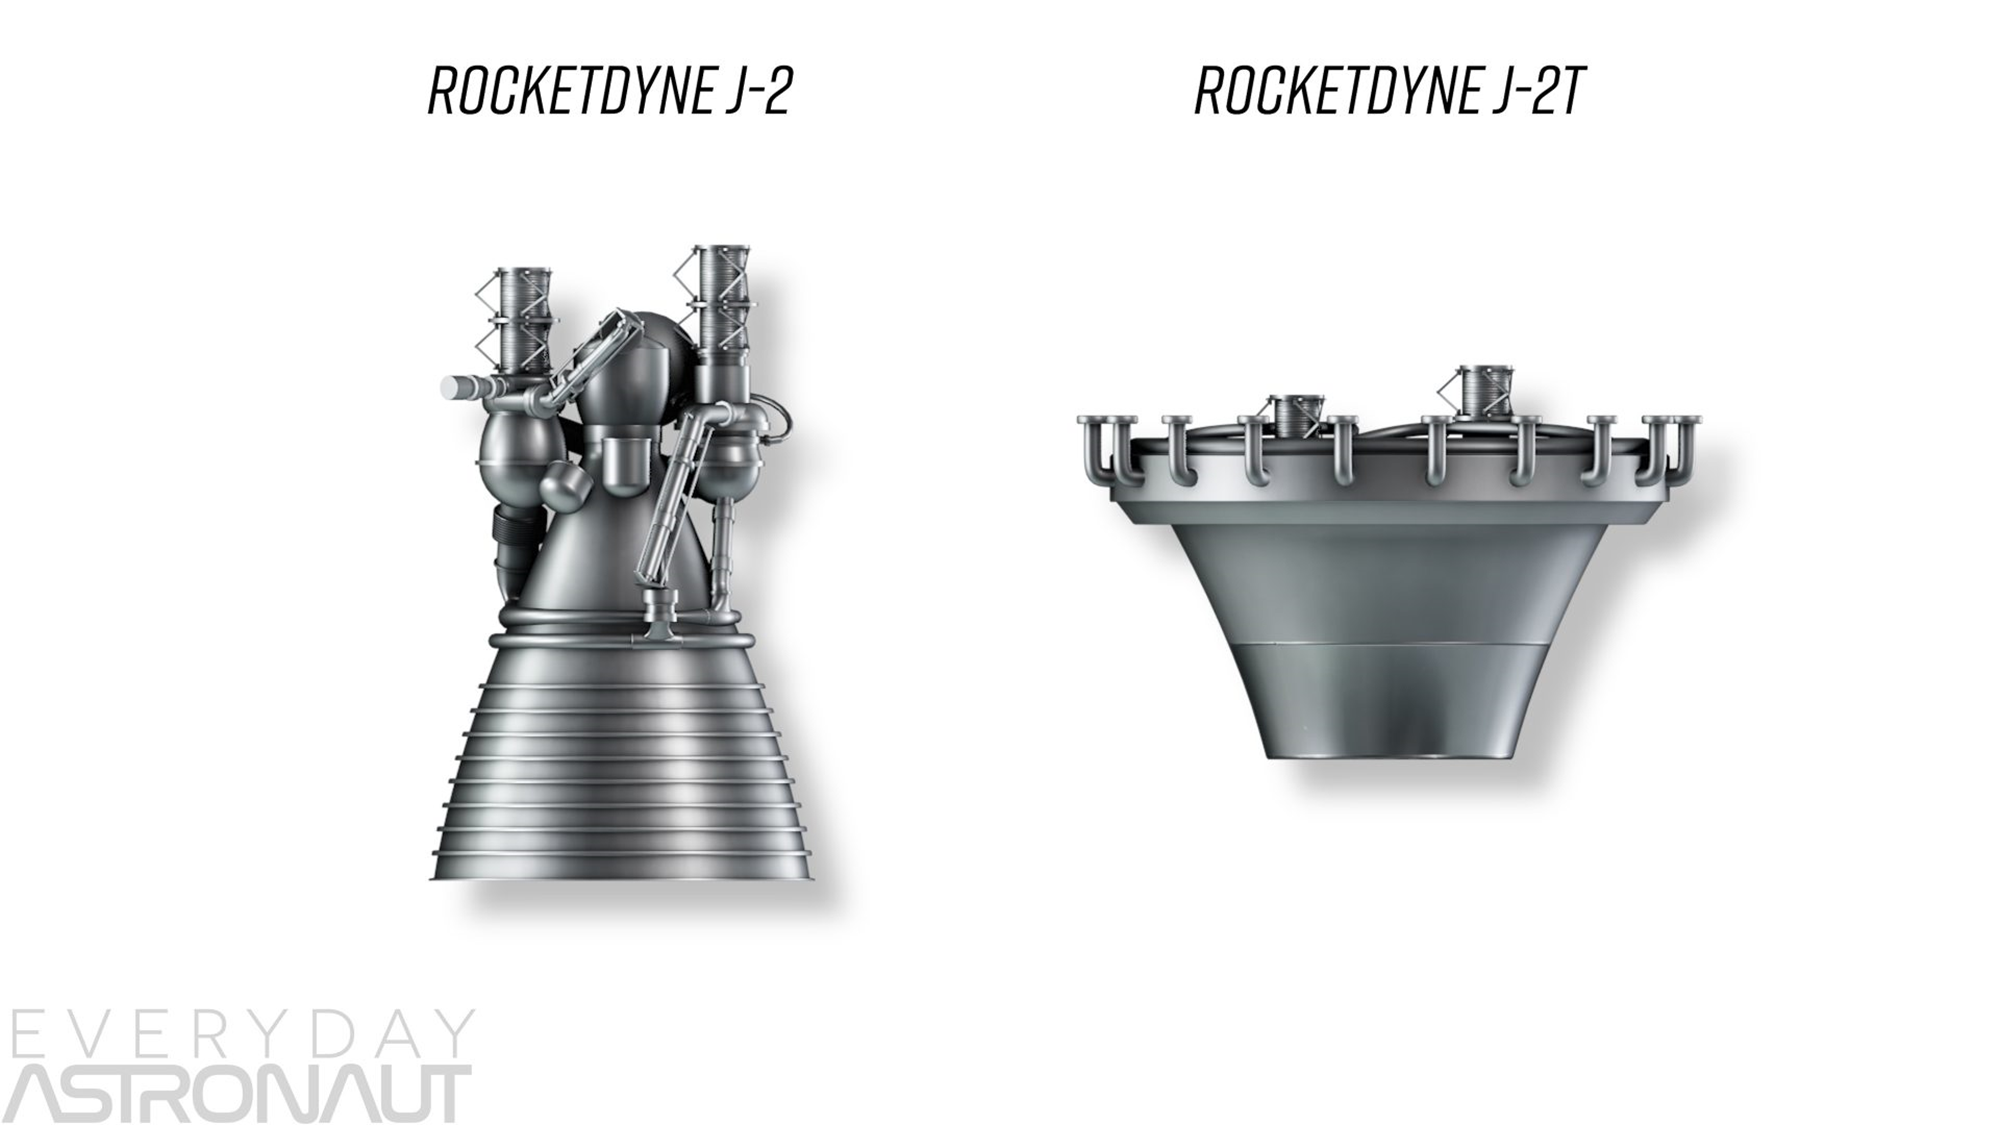 ROCKETDYNE J-2
ROCKETDYNE J-2T
EVERYDAY
ASTRONAUT